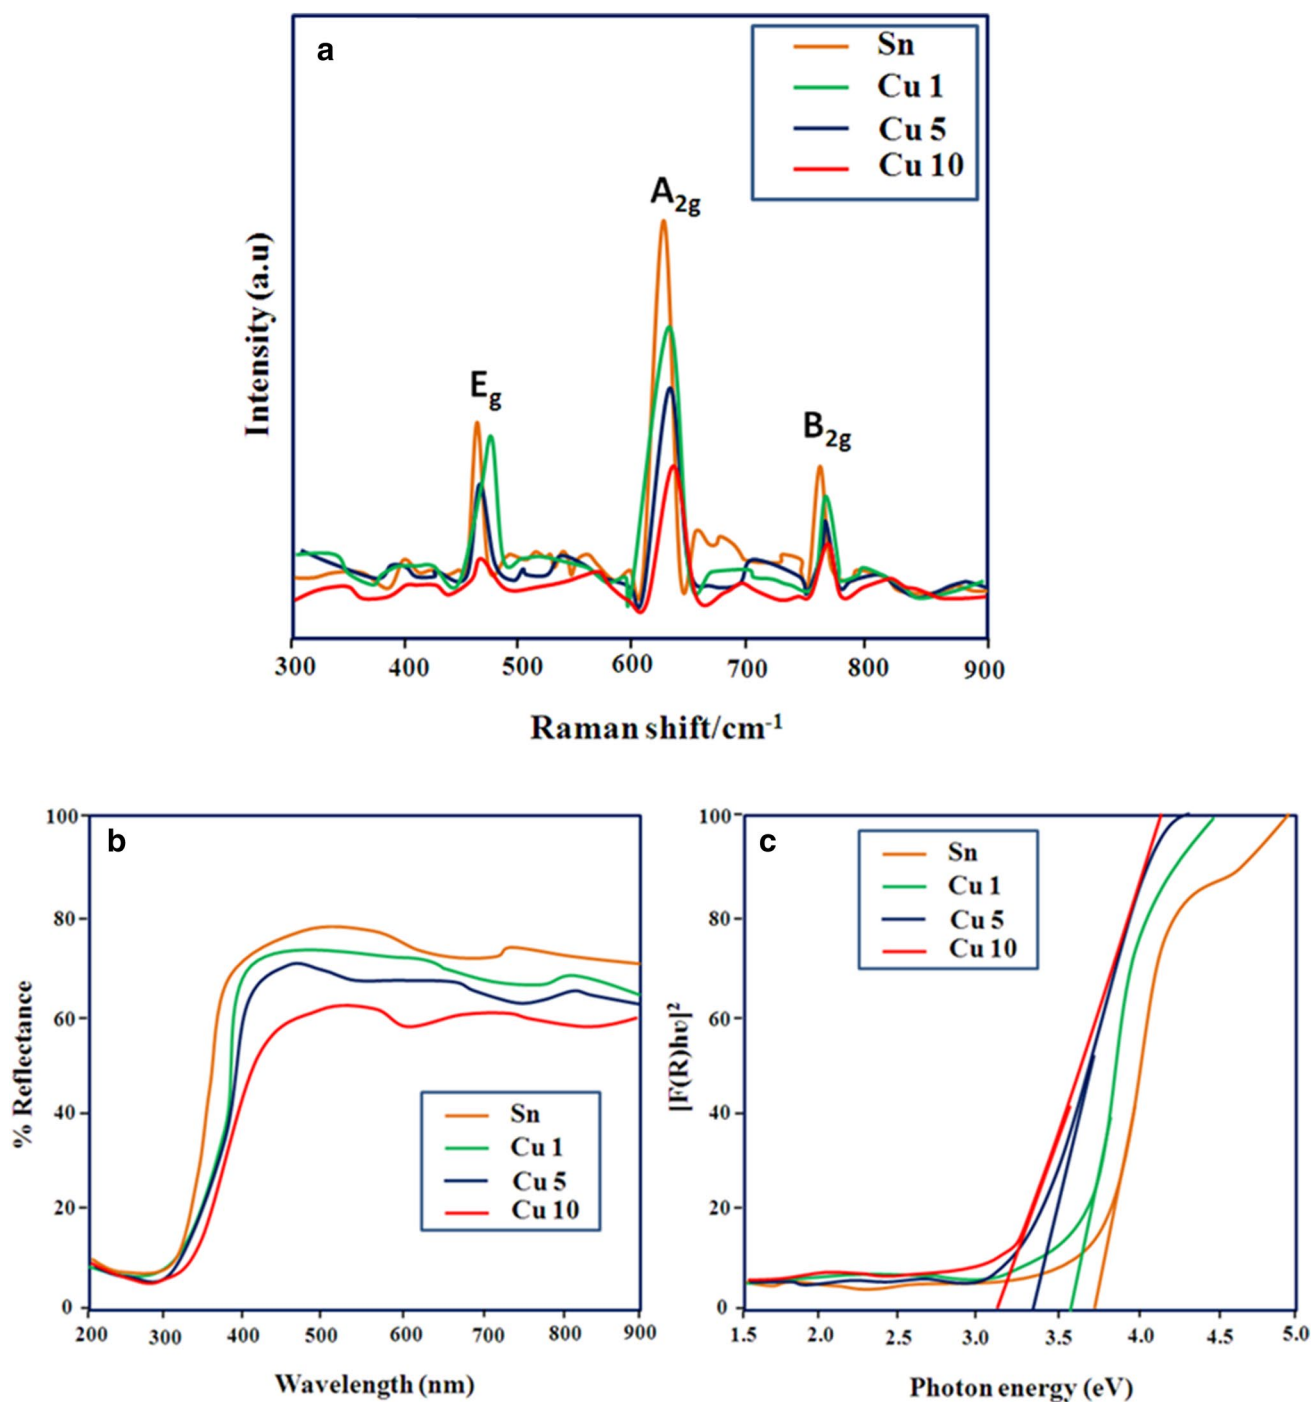 a
Sn
Cu 1
Cu 5
Cu 10
A2g
Eg
B2g
Intensity (a.u)
300 400 500 600 700 800 900
Raman shift/cm-1
b
100
80
60
40
20
0
% Reflectance
Sn
Cu 1
Cu 5
Cu 10
200 300 400 500 600 700 800 900
Wavelength (nm)
c
100
80
60
40
20
0
|F(R)hυ|²
Sn
Cu 1
Cu 5
Cu 10
1.5 2.0 2.5 3.0 3.5 4.0 4.5 5.0
Photon energy (eV)